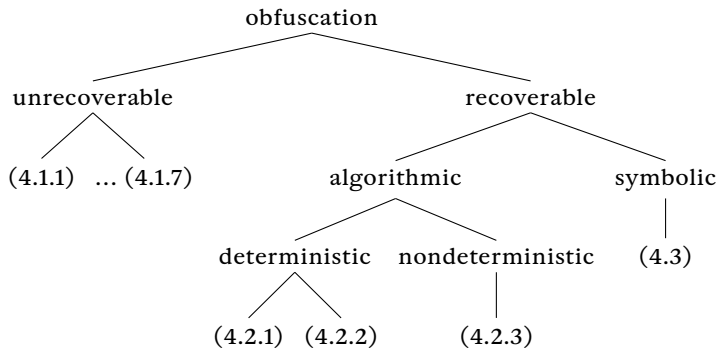 obfuscation
unrecoverable recoverable
(4.1.1) … (4.1.7) algorithmic symbolic
deterministic nondeterministic (4.3)
(4.2.1) (4.2.2) (4.2.3)